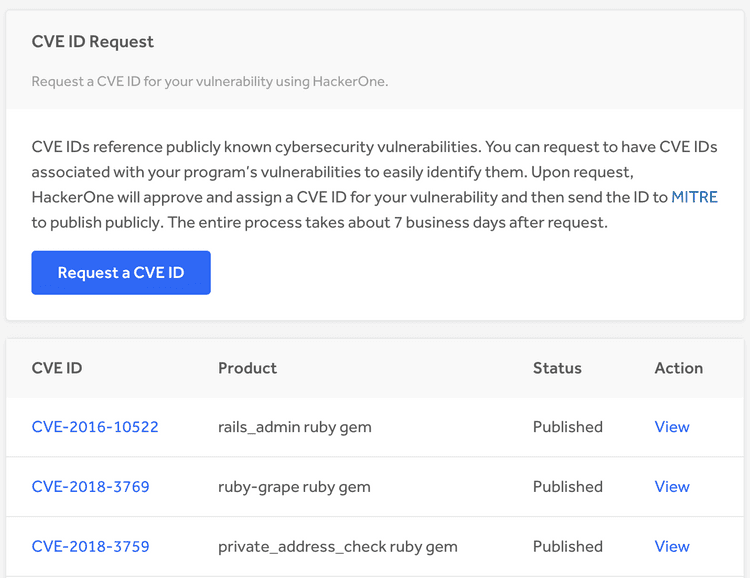 CVE ID Request
Request a CVE ID for your vulnerability using HackerOne.
CVE IDs reference publicly known cybersecurity vulnerabilities. You can request to have CVE IDs
associated with your program's vulnerabilities to easily identify them. Upon request,
HackerOne will approve and assign a CVE ID for your vulnerability and then send the ID to MITRE
to publish publicly. The entire process takes about 7 business days after request.
Request a CVE ID
CVE ID Product Status Action
CVE-2016-10522 rails_admin ruby gem Published View
CVE-2018-3769 ruby-grape ruby gem Published View
CVE-2018-3759 private_address_check ruby gem Published View